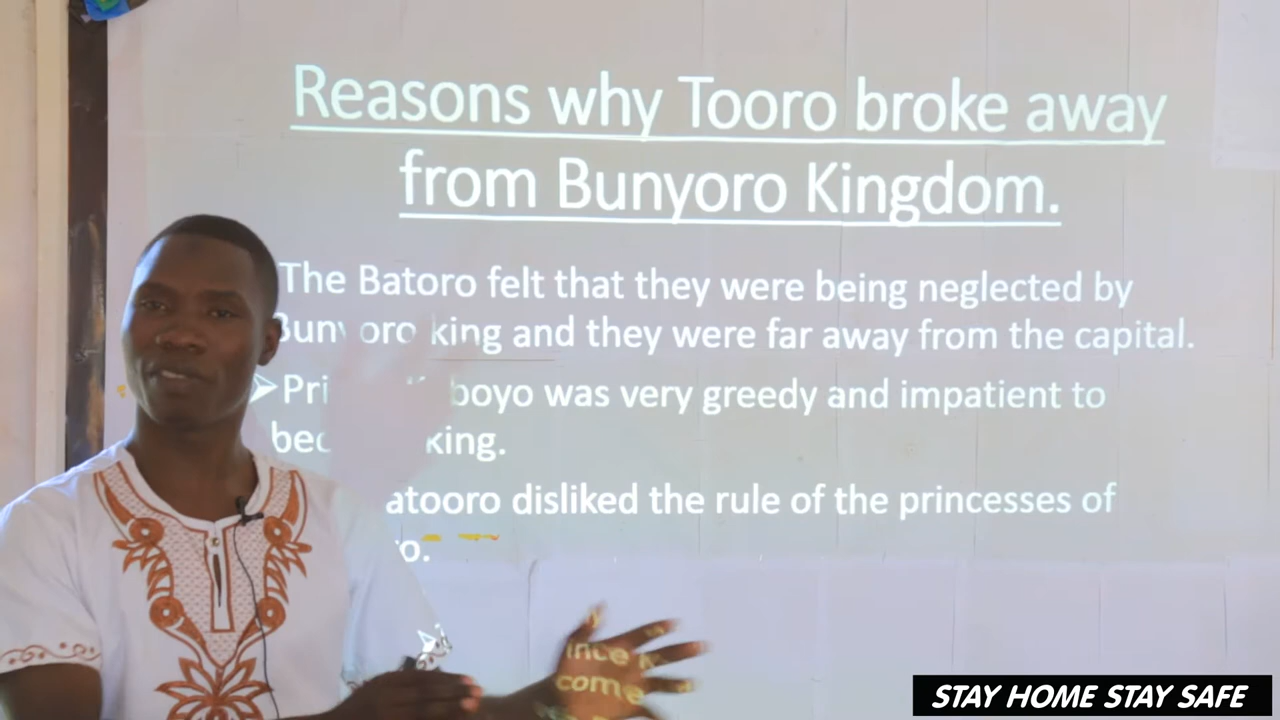 Reasons why Tooro broke away
from Bunyoro Kingdom.
The Batoro felt that they were being neglected by
oro king and they were far away from the capital.
➢ boyo was very greedy and impatient to
king.
atooro disliked the rule of the princesses of
o.
ince
come
STAY HOME STAY SAFE